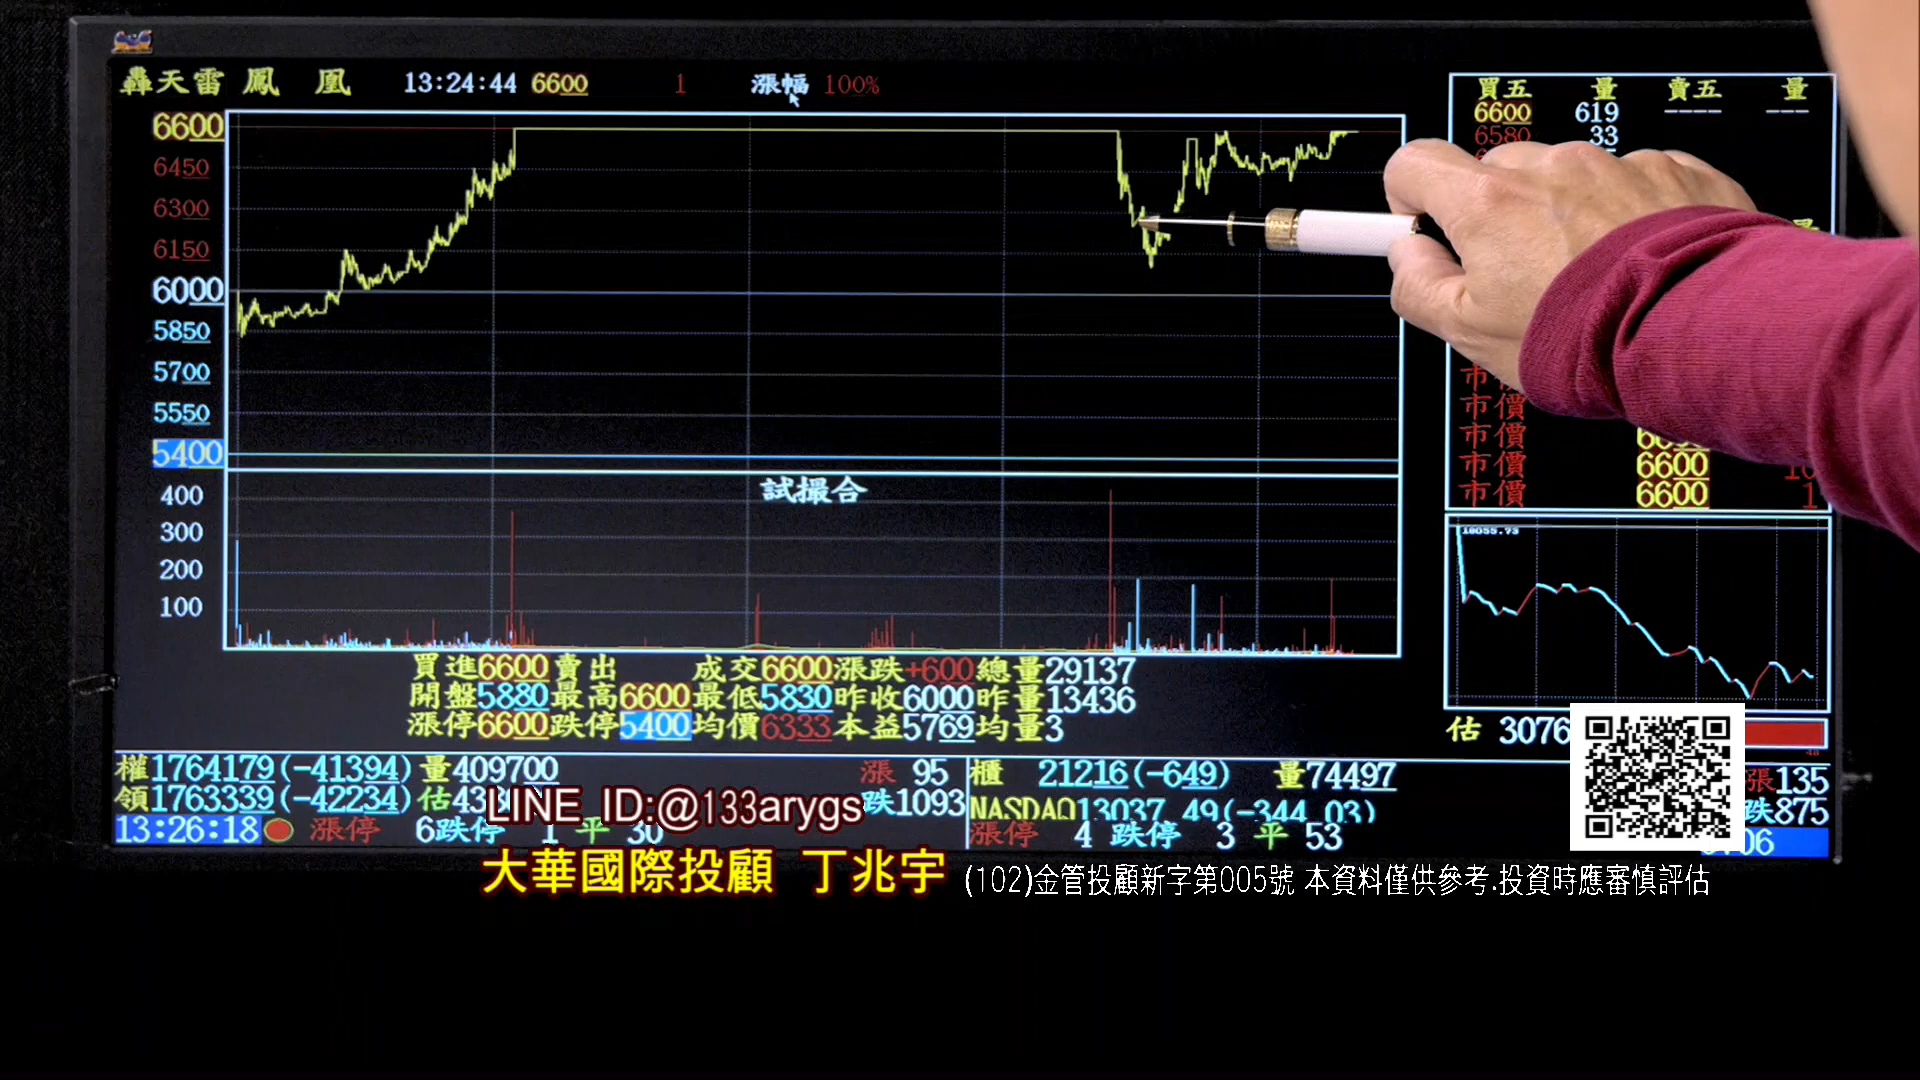 轟天雷 鳳 凰 13:24:44 6600 1 漲幅 100%
6600
6450
6300
6150
6000
5850
5700
5550
5400
試撮合
400
300
200
100
買進6600賣出 成交6600漲跌+600總量29137
開盤5880最高6600最低5830昨收6000昨量13436
漲停6600跌停5400均價6333本益5769均量3
買五 量 賣五 量
6600 619 ---- ---
6580 33
市價
市價
市價
市價 6600 10
市價 6600 1
18055.73
估 3076
權1764179(-41394)量409700 漲 95
領1763339(-42234)估43 跌1093
13:26:18 漲停 6跌停 1 平 30
櫃 21216(-649) 量74497
NASDAQ13037.49(-344.03)
漲停 4 跌停 3 平 53
漲135
跌875
LINE ID:@133arygs
大華國際投顧 丁兆宇
(102)金管投顧新字第005號 本資料僅供參考.投資時應審慎評估